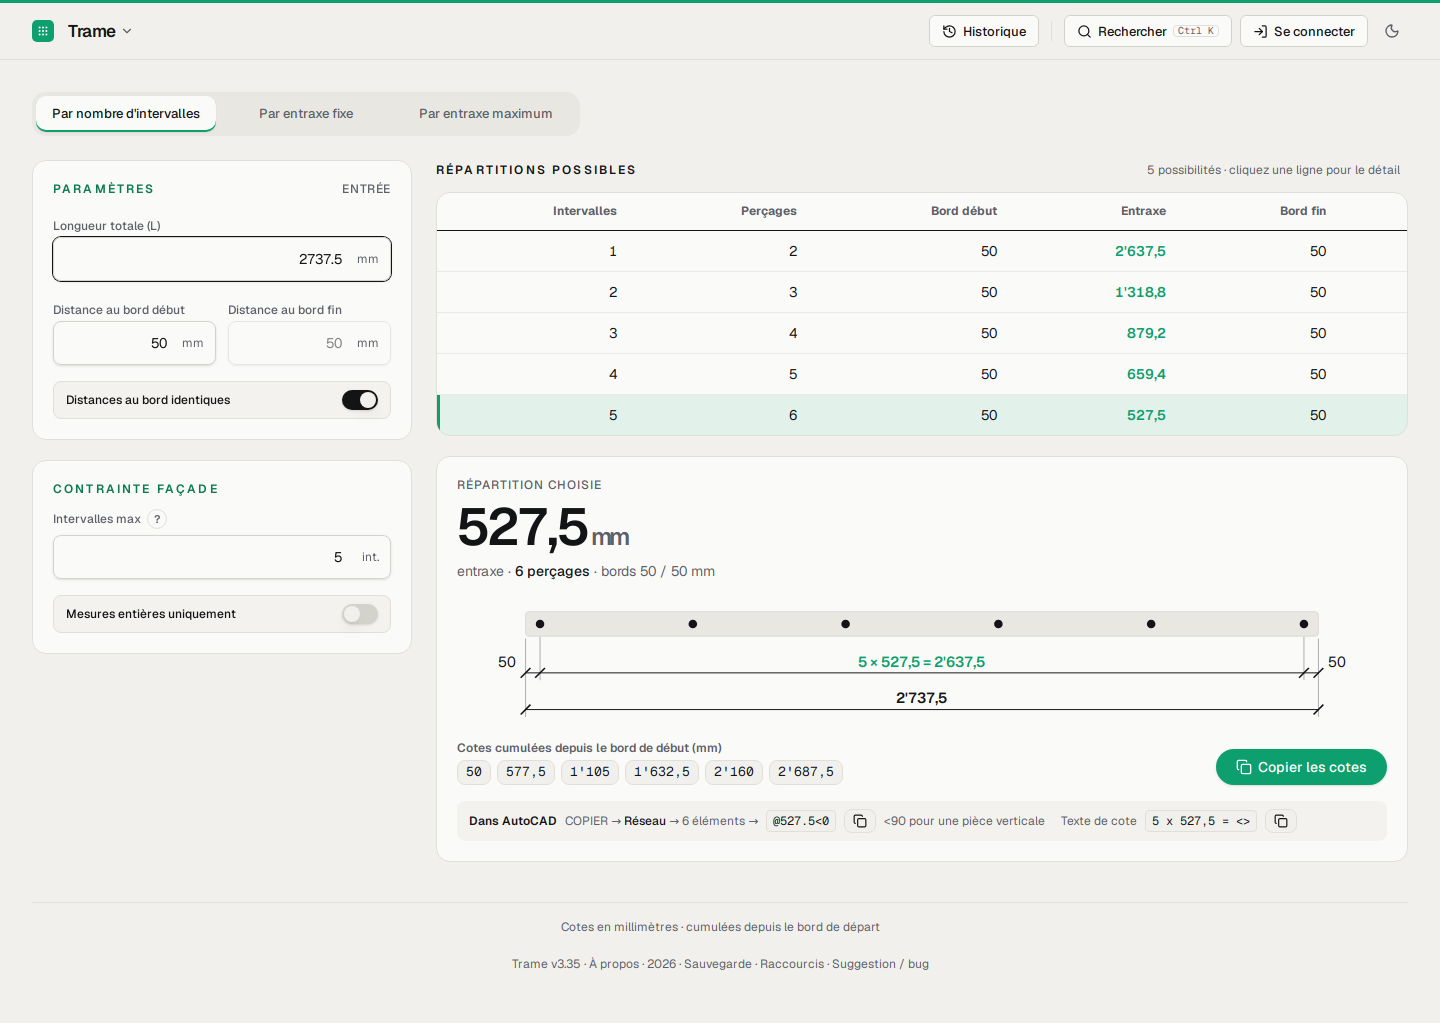 Trame
Historique
Rechercher Ctrl K
Se connecter
Par nombre d'intervalles
Par entraxe fixe
Par entraxe maximum
PARAMÈTRES ENTRÉE
Longueur totale (L)
2737.5 mm
Distance au bord début Distance au bord fin
50 mm 50 mm
Distances au bord identiques
CONTRAINTE FAÇADE
Intervalles max ?
5 int.
Mesures entières uniquement
RÉPARTITIONS POSSIBLES 5 possibilités · cliquez une ligne pour le détail
Intervalles Perçages Bord début Entraxe Bord fin
1 2 50 2'637,5 50
2 3 50 1'318,8 50
3 4 50 879,2 50
4 5 50 659,4 50
5 6 50 527,5 50
RÉPARTITION CHOISIE
527,5 mm
entraxe · 6 perçages · bords 50 / 50 mm
50 5 × 527,5 = 2'637,5 50
2'737,5
Cotes cumulées depuis le bord de début (mm)
50 577,5 1'105 1'632,5 2'160 2'687,5
Copier les cotes
Dans AutoCAD COPIER → Réseau → 6 éléments → @527.5<0 <90 pour une pièce verticale Texte de cote 5 x 527,5 = <>
Cotes en millimètres · cumulées depuis le bord de départ
Trame v3.35 · À propos · 2026 · Sauvegarde · Raccourcis · Suggestion / bug